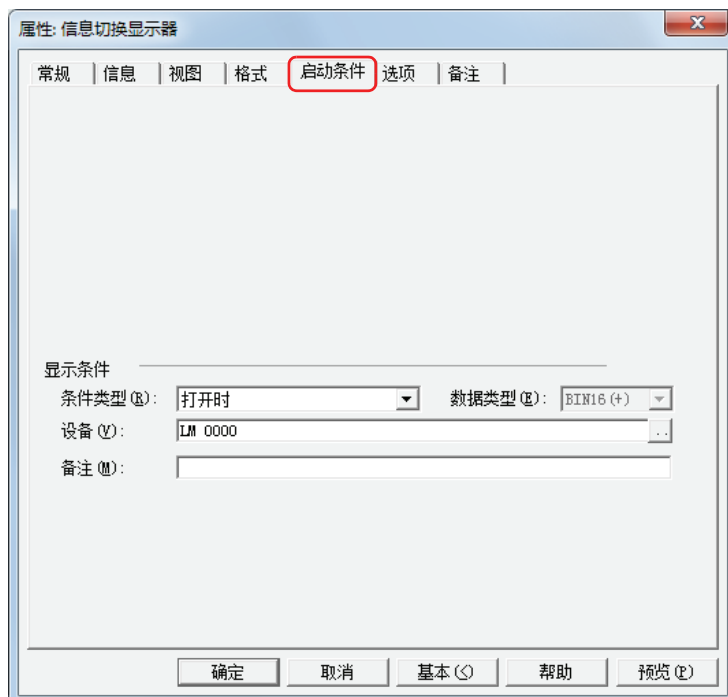 属性: 信息切换显示器
常规 信息 视图 格式 启动条件 选项 备注
显示条件
条件类型(R): 打开时 数据类型(E): BIN16(+)
设备(V): LM 0000 ..
备注(M):
确定 取消 基本(<) 帮助 预览(P)